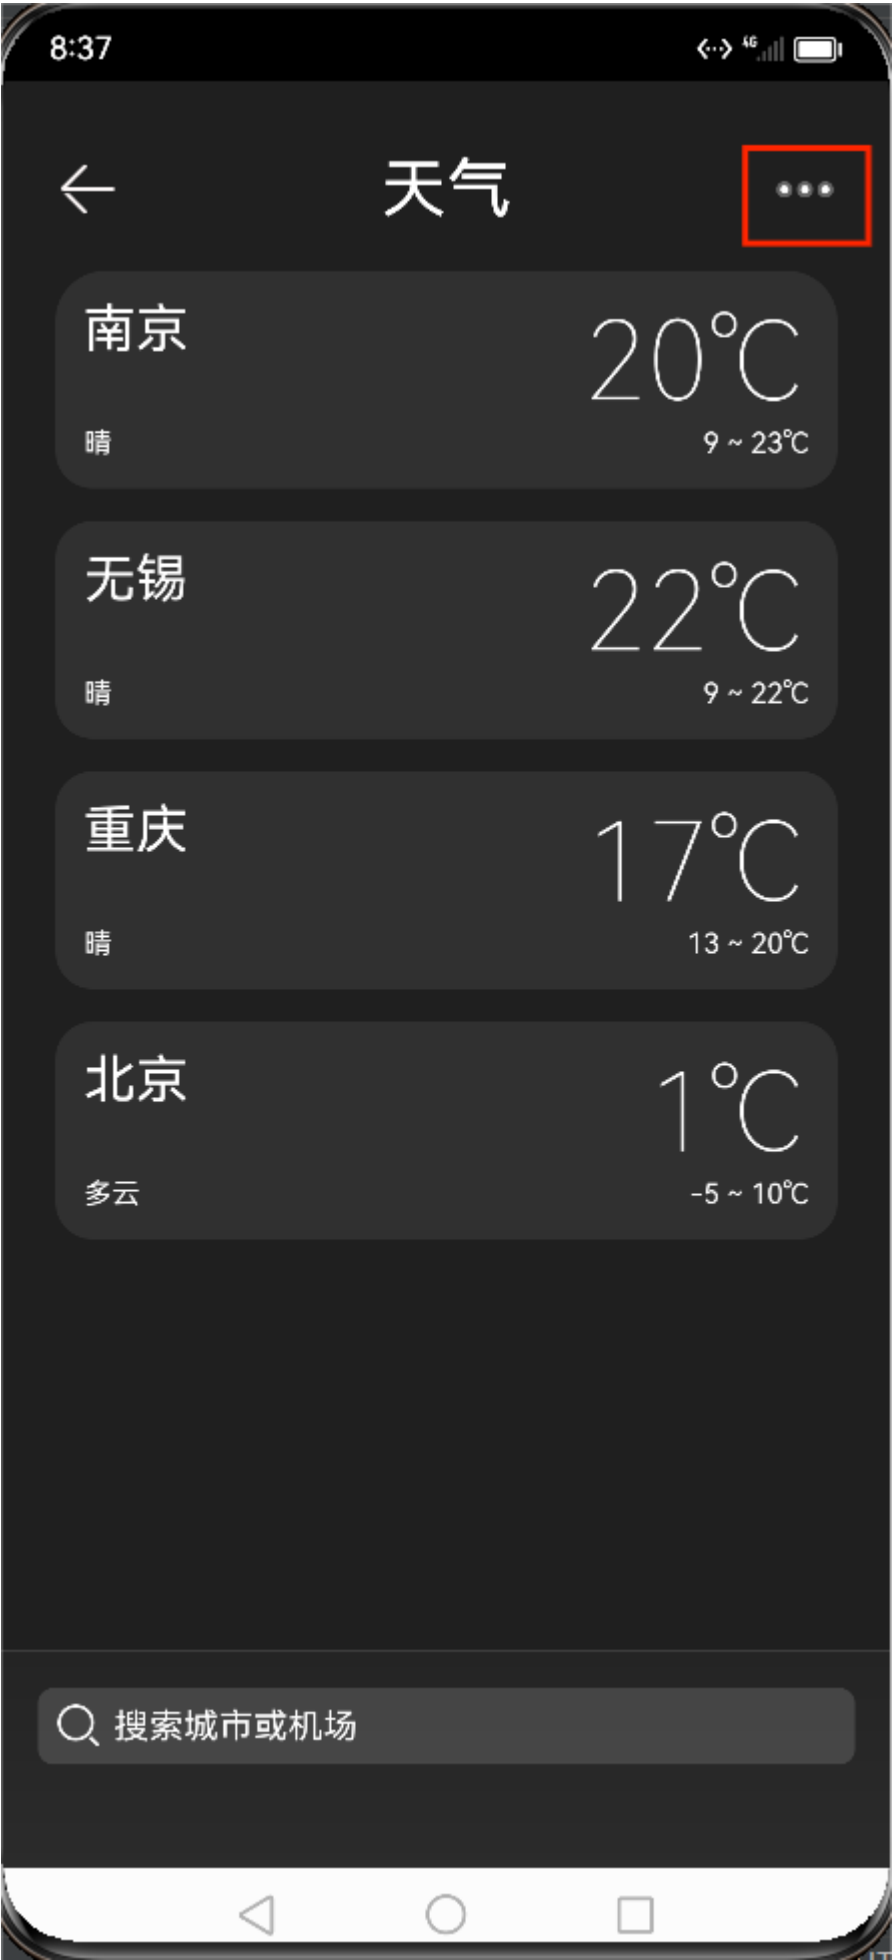 8:37
4G
天气
南京
20℃
晴
9 ~ 23℃
无锡
22℃
晴
9 ~ 22℃
重庆
17℃
晴
13 ~ 20℃
北京
1℃
多云
-5 ~ 10℃
搜索城市或机场